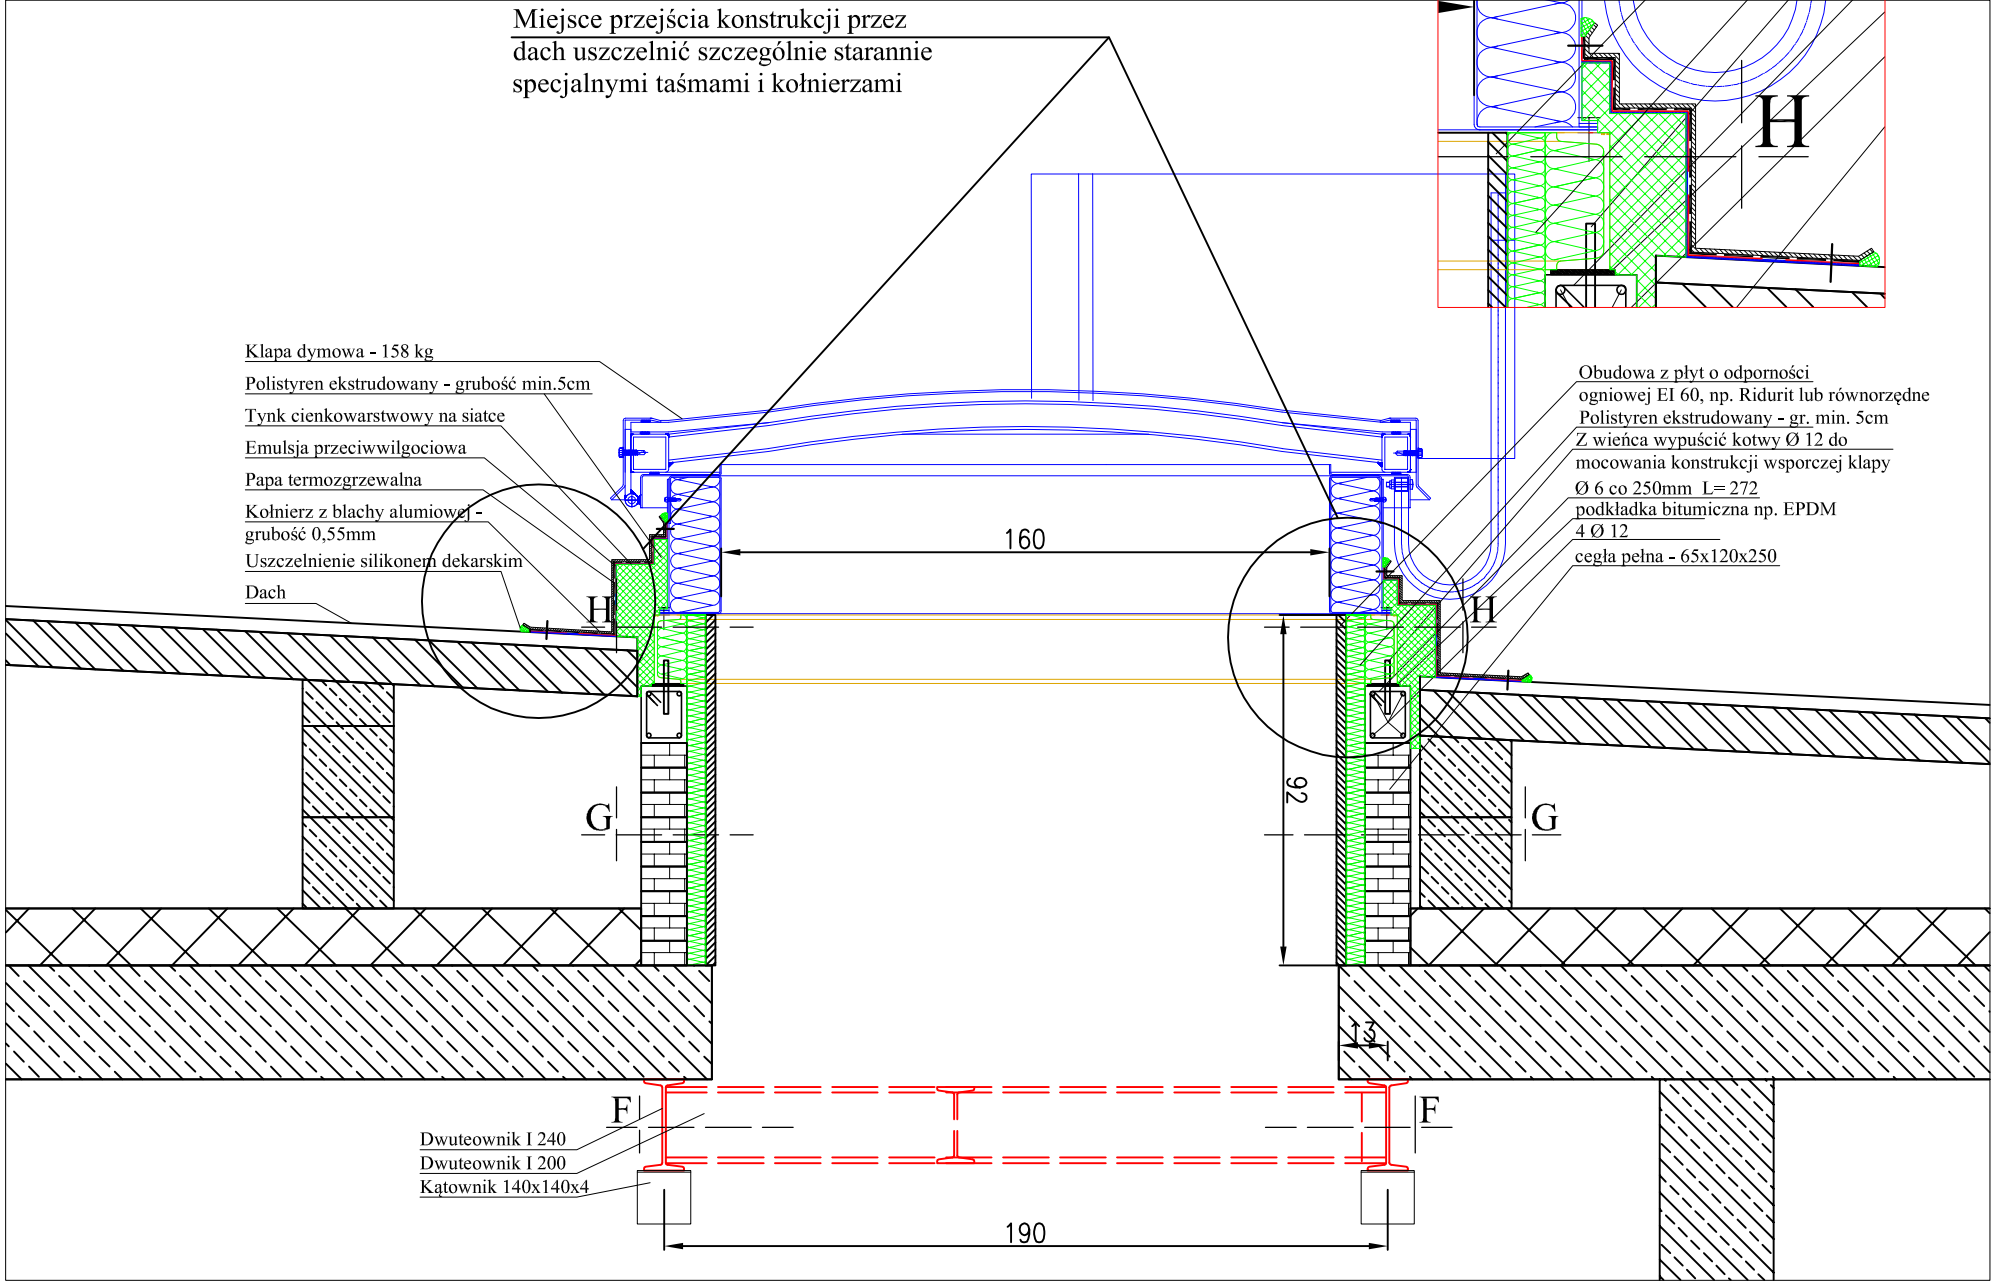 Miejsce przejścia konstrukcji przez
dach uszczelnić szczególnie starannie
specjalnymi taśmami i kołnierzami
H
Klapa dymowa - 158 kg
Polistyren ekstrudowany - grubość min.5cm
Tynk cienkowarstwowy na siatce
Emulsja przeciwwilgociowa
Papa termozgrzewalna
Kołnierz z blachy alumiowej -
grubość 0,55mm
Uszczelnienie silikonem dekarskim
Dach
Obudowa z płyt o odporności
ogniowej EI 60, np. Ridurit lub równorzędne
Polistyren ekstrudowany - gr. min. 5cm
Z wieńca wypuścić kotwy Ø 12 do
mocowania konstrukcji wsporczej klapy
Ø 6 co 250mm L= 272
podkładka bitumiczna np. EPDM
4 Ø 12
cegła pełna - 65x120x250
160
H
H
92
G
G
13
F
F
Dwuteownik I 240
Dwuteownik I 200
Kątownik 140x140x4
190